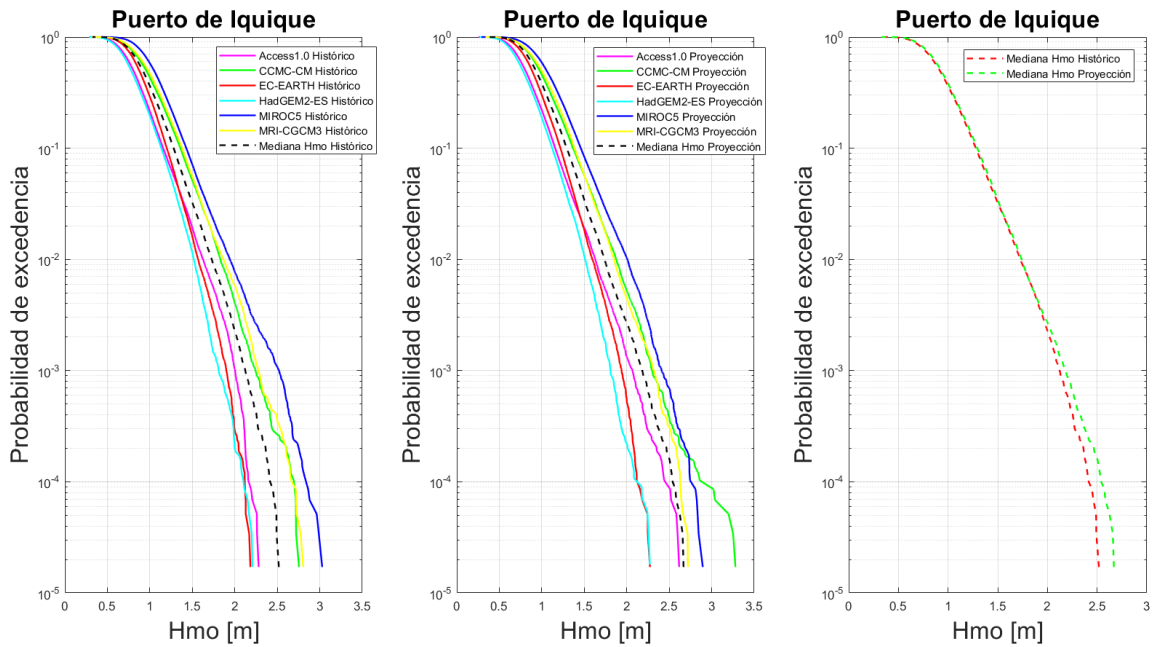 Puerto de Iquique
Probabilidad de excedencia
10^0
10^-1
10^-2
10^-3
10^-4
10^-5
Access1.0 Histórico
CCMC-CM Histórico
EC-EARTH Histórico
HadGEM2-ES Histórico
MIROC5 Histórico
MRI-CGCM3 Histórico
Mediana Hmo Histórico
0 0.5 1 1.5 2 2.5 3 3.5
Hmo [m]
Puerto de Iquique
Probabilidad de excedencia
10^0
10^-1
10^-2
10^-3
10^-4
10^-5
Access1.0 Proyección
CCMC-CM Proyección
EC-EARTH Proyección
HadGEM2-ES Proyección
MIROC5 Proyección
MRI-CGCM3 Proyección
Mediana Hmo Proyección
0 0.5 1 1.5 2 2.5 3 3.5
Hmo [m]
Puerto de Iquique
Probabilidad de excedencia
10^0
10^-1
10^-2
10^-3
10^-4
10^-5
Mediana Hmo Histórico
Mediana Hmo Proyección
0 0.5 1 1.5 2 2.5 3
Hmo [m]